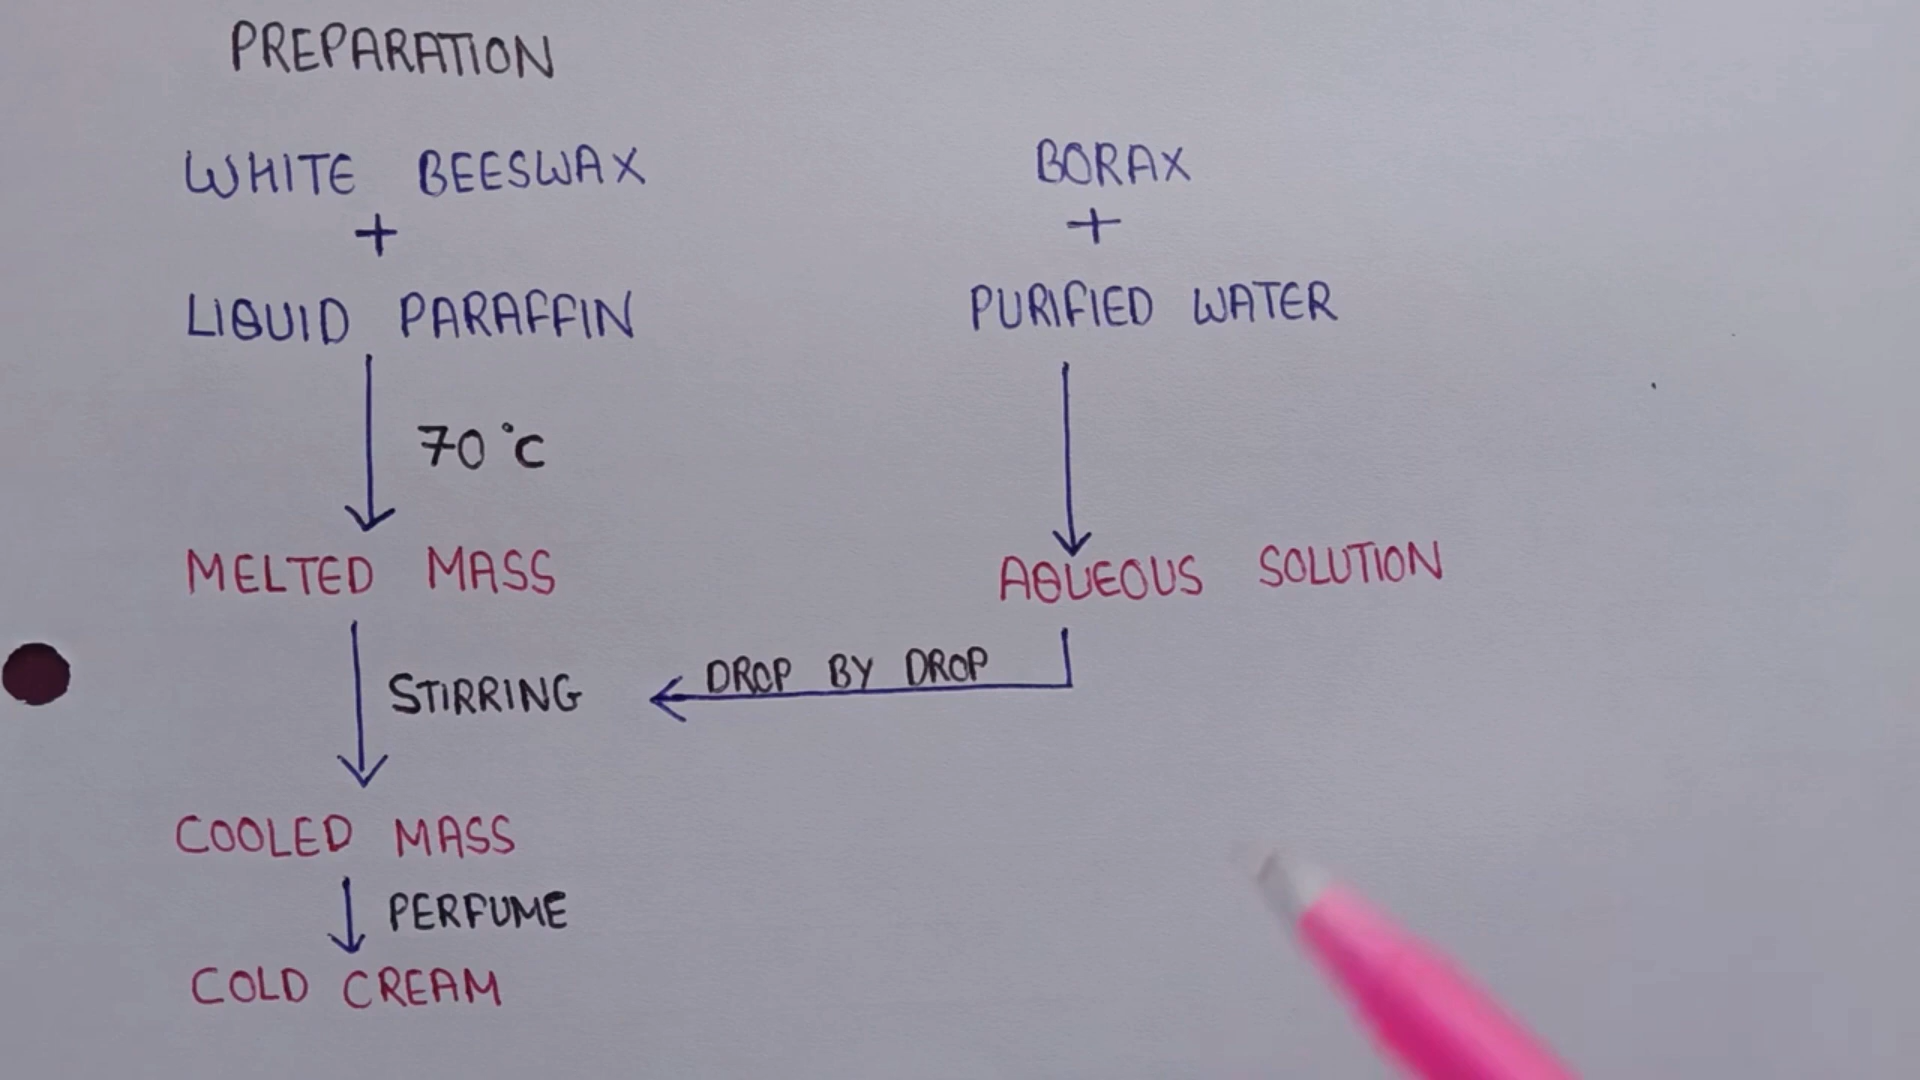 PREPARATION
WHITE BEESWAX
+
LIQUID PARAFFIN
70°C
MELTED MASS
STIRRING
COOLED MASS
PERFUME
COLD CREAM
BORAX
+
PURIFIED WATER
AQUEOUS SOLUTION
DROP BY DROP